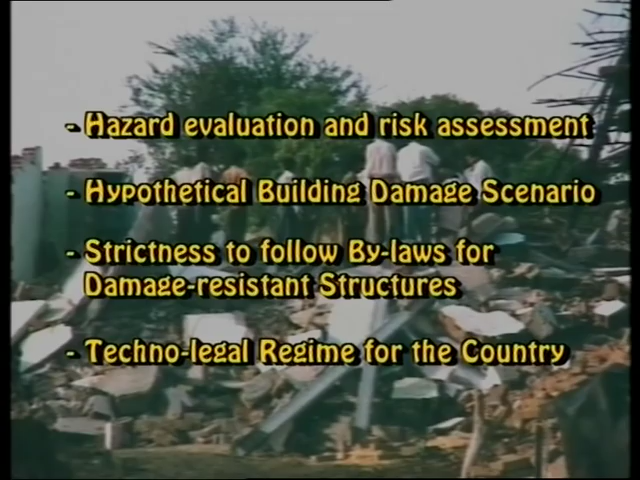 - Hazard evaluation and risk assessment
- Hypothetical Building Damage Scenario
- Strictness to follow By-laws for
Damage-resistant Structures
- Techno-legal Regime for the Country